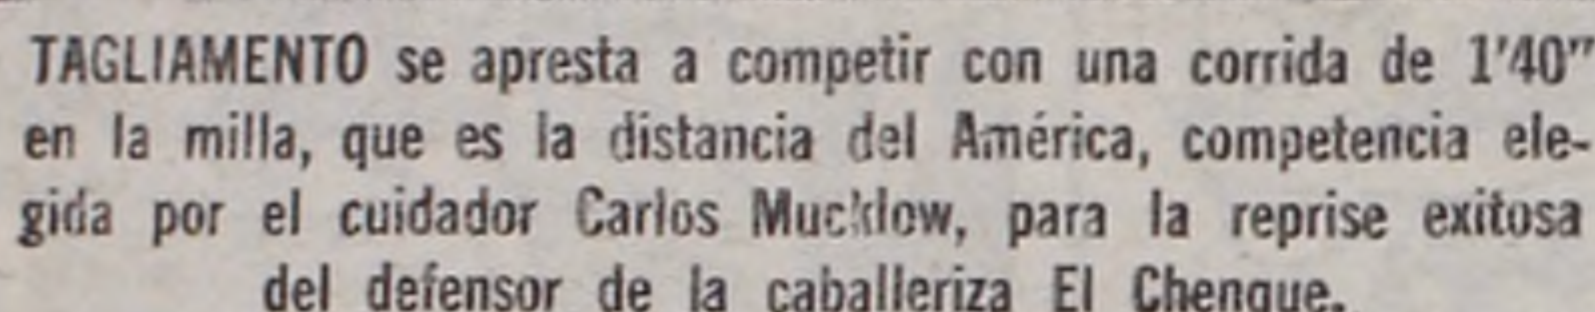 TAGLIAMENTO se apresta a competir con una corrida de 1'40"
en la milla, que es la distancia del América, competencia ele-
gida por el cuidador Carlos Mucklow, para la reprise exitosa
del defensor de la caballeriza El Chenque.